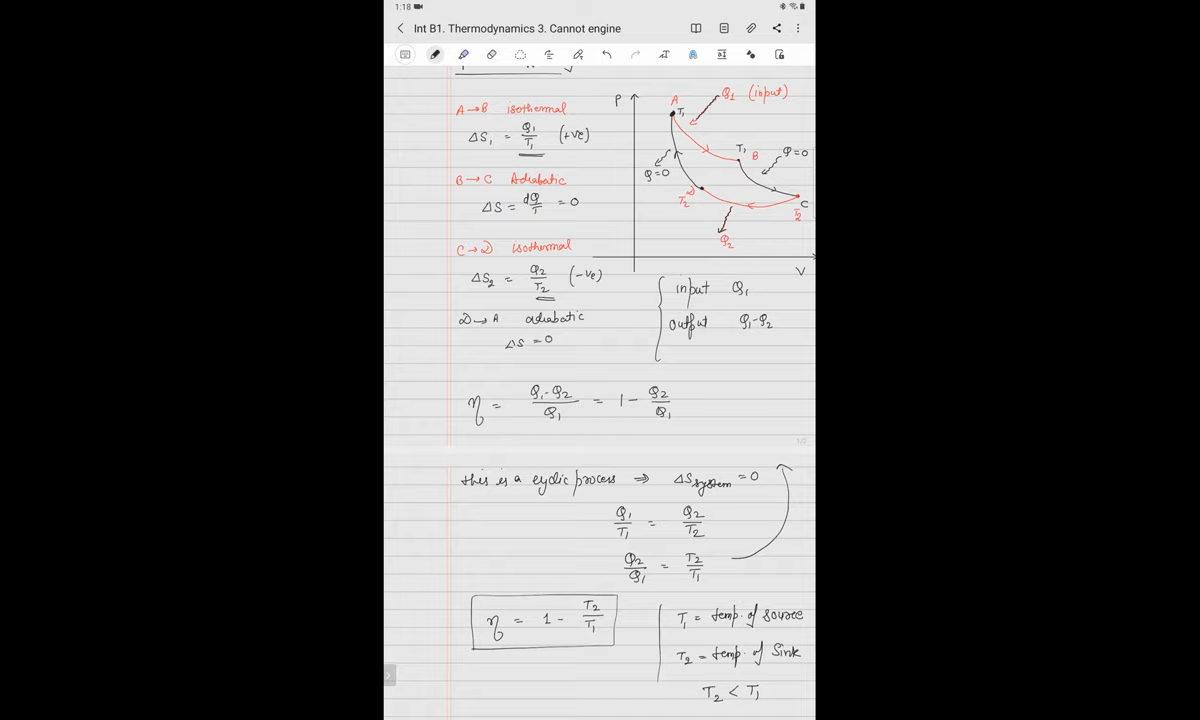 1:18
Int B1. Thermodynamics 3. Cannot engine
A→B isothermal
ΔS₁ = Q₁/T₁ (+ve)
B→C Adiabatic
ΔS = dQ/T = 0
C→D isothermal
ΔS₂ = Q₂/T₂ (-ve)
D→A adiabatic
ΔS = 0
P
A
T₁
Q₁ (input)
T₁ B
Q=0
Q=0
D
T₂
C
T₂
Q₂
V
input Q₁
output Q₁-Q₂
η = Q₁-Q₂/Q₁ = 1 - Q₂/Q₁
1/2
this is a cyclic process ⇒ ΔSsystem = 0
Q₁/T₁ = Q₂/T₂
Q₂/Q₁ = T₂/T₁
η = 1 - T₂/T₁
T₁ = temp. of source
T₂ = temp. of sink
T₂ < T₁